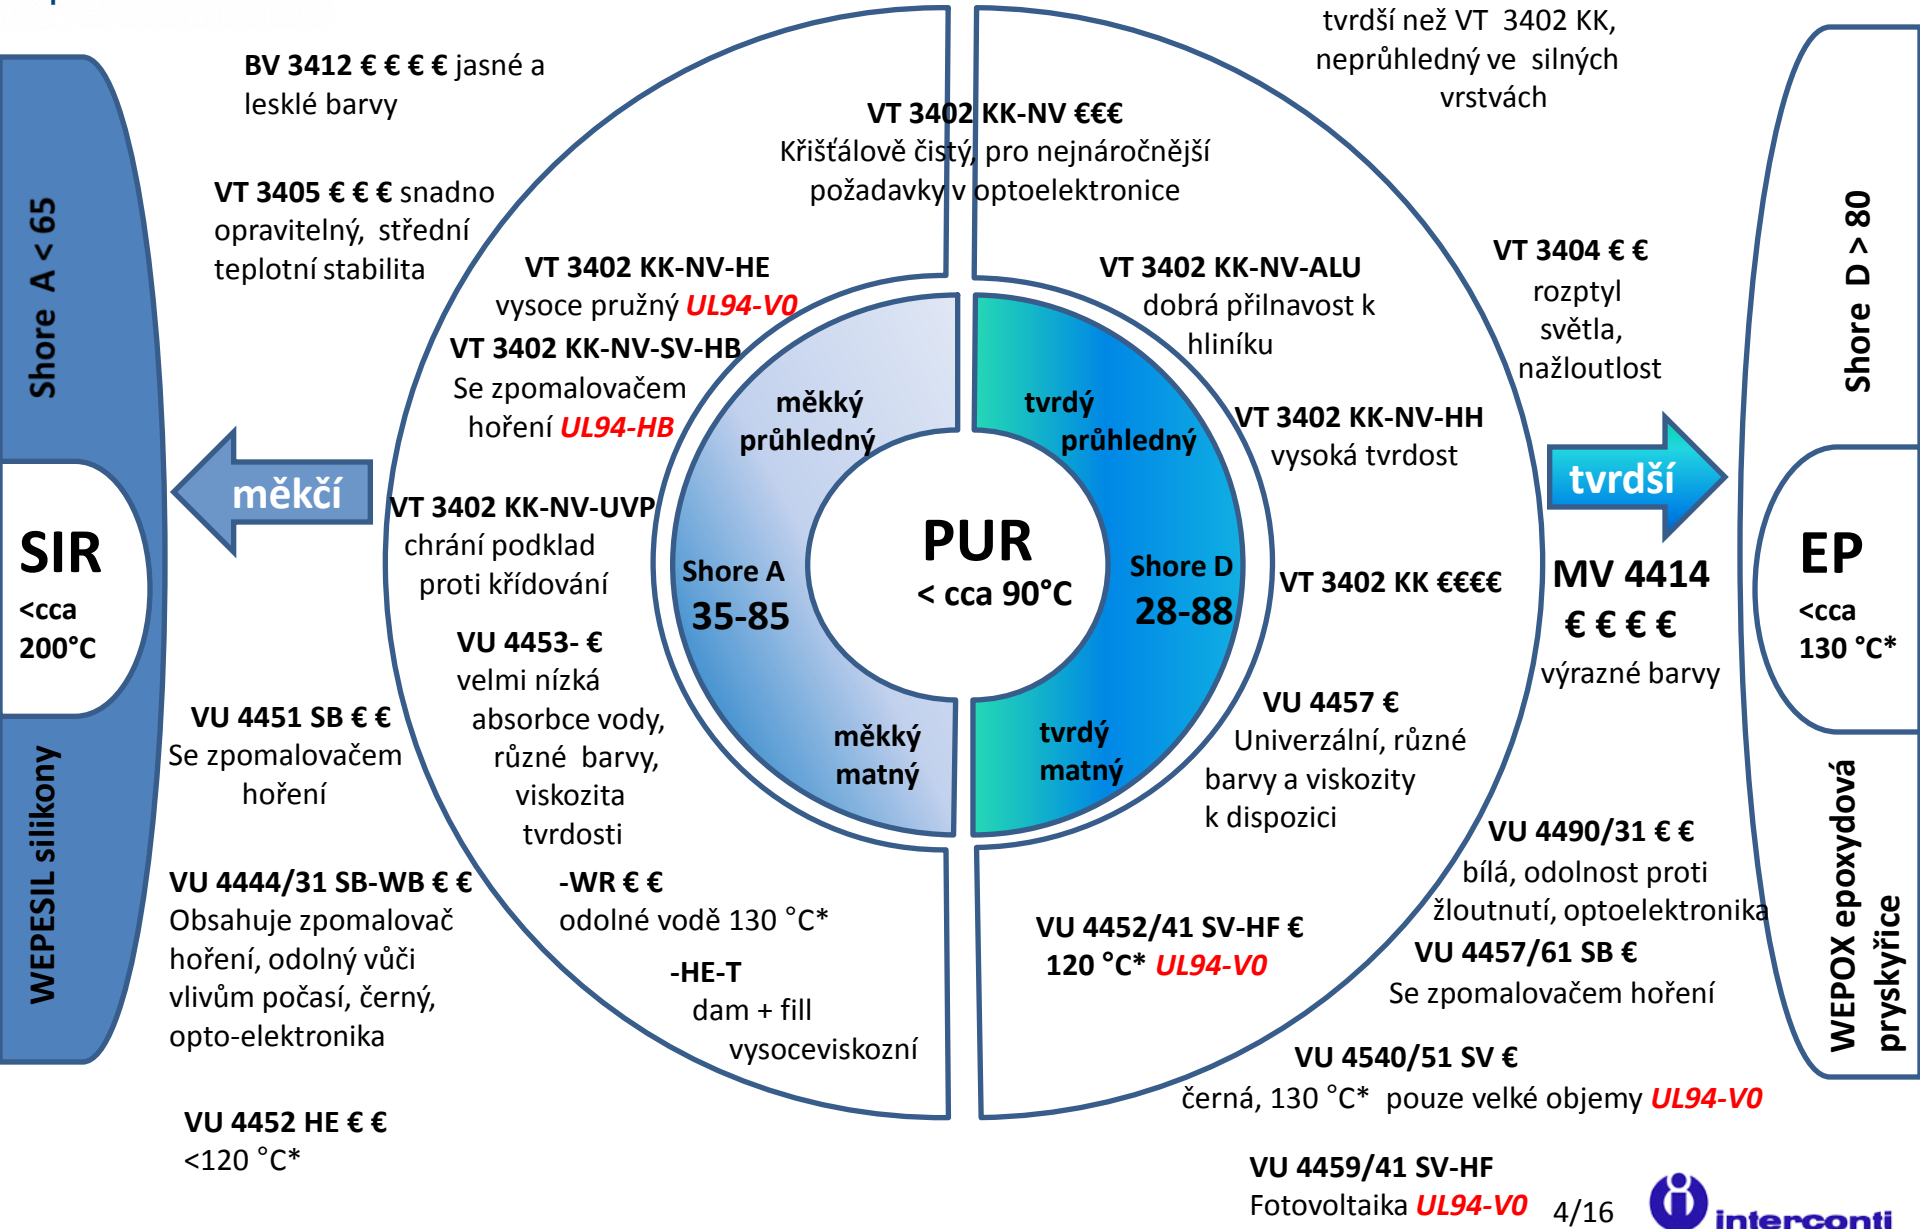 BV 3412 € € € € jasné a
lesklé barvy
VT 3405 € € € snadno
opravitelný, střední
teplotní stabilita
tvrdší než VT 3402 KK,
neprůhledný ve silných
vrstvách
VT 3402 KK-NV €€€
Křišťálově čistý, pro nejnáročnější
požadavky v optoelektronice
VT 3402 KK-NV-HE
vysoce pružný UL94-V0
VT 3402 KK-NV-SV-HB
Se zpomalovačem
hoření UL94-HB
VT 3402 KK-NV-UVP
chrání podklad
proti křídování
VU 4453- €
velmi nízká
absorbce vody,
různé barvy,
viskozita
tvrdosti
-WR € €
odolné vodě 130 °C*
-HE-T
dam + fill
vysoceviskozní
VT 3402 KK-NV-ALU
dobrá přilnavost k
hliníku
VT 3402 KK-NV-HH
vysoká tvrdost
VT 3402 KK €€€€
VU 4457 €
Univerzální, různé
barvy a viskozity
k dispozici
VU 4452/41 SV-HF €
120 °C* UL94-V0
měkký
průhledný
tvrdý
průhledný
Shore A
35-85
PUR
< cca 90°C
Shore D
28-88
měkký
matný
tvrdý
matný
VT 3404 € €
rozptyl
světla,
nažloutlost
měkčí
tvrdší
MV 4414
€ € € €
výrazné barvy
Shore A < 65
SIR
<cca
200°C
WEPESIL silikony
Shore D > 80
EP
<cca
130 °C*
WEPOX epoxydová
pryskyřice
VU 4451 SB € €
Se zpomalovačem
hoření
VU 4444/31 SB-WB € €
Obsahuje zpomalovač
hoření, odolný vůči
vlivům počasí, černý,
opto-elektronika
VU 4452 HE € €
<120 °C*
VU 4490/31 € €
bílá, odolnost proti
žloutnutí, optoelektronika
VU 4457/61 SB €
Se zpomalovačem hoření
VU 4540/51 SV €
černá, 130 °C* pouze velké objemy UL94-V0
VU 4459/41 SV-HF
Fotovoltaika UL94-V0
4/16
interconti